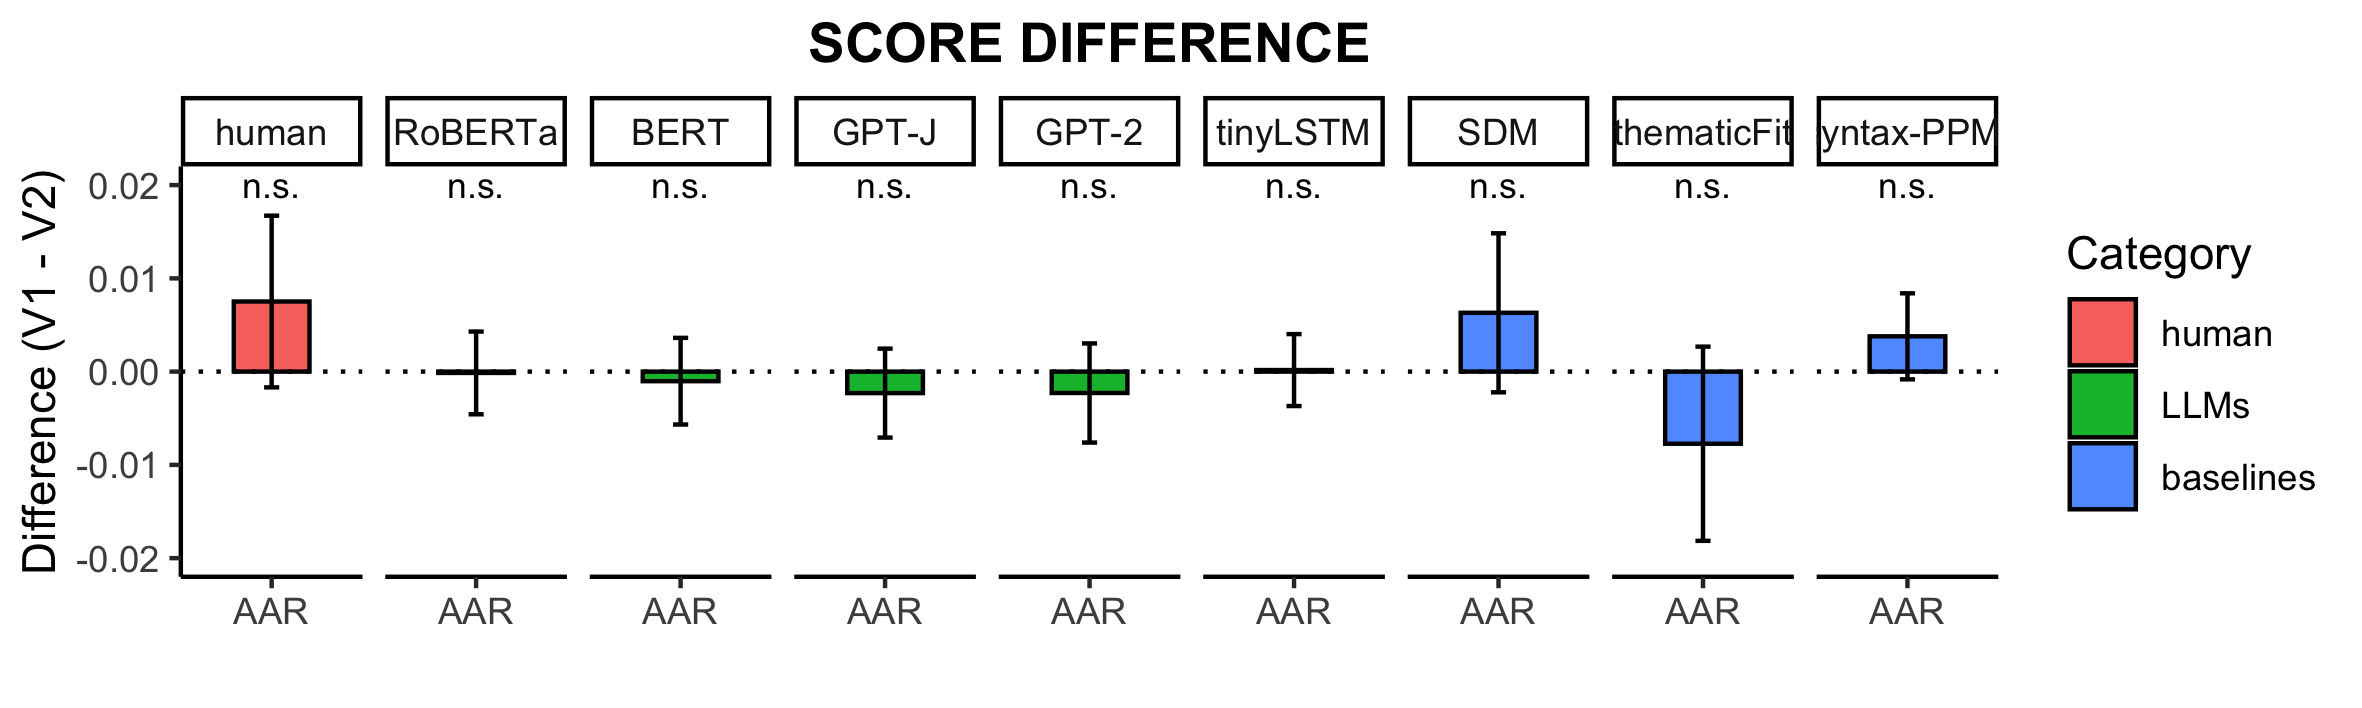 SCORE DIFFERENCE
human RoBERTa BERT GPT-J GPT-2 tinyLSTM SDM thematicFit yntax-PPM
n.s. n.s. n.s. n.s. n.s. n.s. n.s. n.s. n.s.
Difference (V1 - V2)
0.02
0.01
0.00
-0.01
-0.02
AAR AAR AAR AAR AAR AAR AAR AAR AAR
Category
human
LLMs
baselines